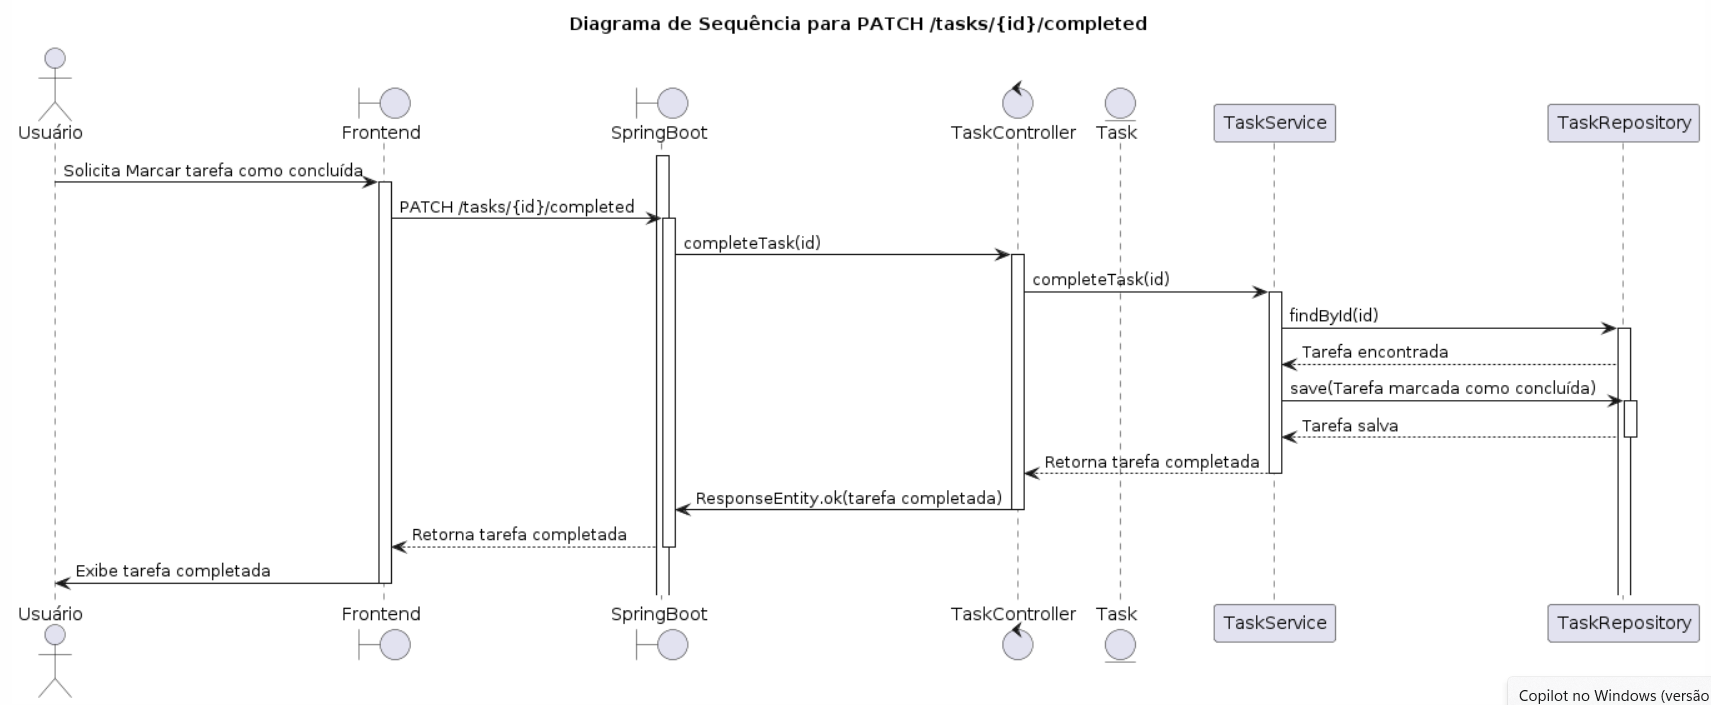 Diagrama de Sequência para PATCH /tasks/{id}/completed
Usuário
Frontend
SpringBoot
TaskController
Task
TaskService
TaskRepository
Solicita Marcar tarefa como concluída
PATCH /tasks/{id}/completed
completeTask(id)
completeTask(id)
findById(id)
Tarefa encontrada
save(Tarefa marcada como concluída)
Tarefa salva
Retorna tarefa completada
ResponseEntity.ok(tarefa completada)
Retorna tarefa completada
Exibe tarefa completada
Usuário
Frontend
SpringBoot
TaskController
Task
TaskService
TaskRepository
Copilot no Windows (versão